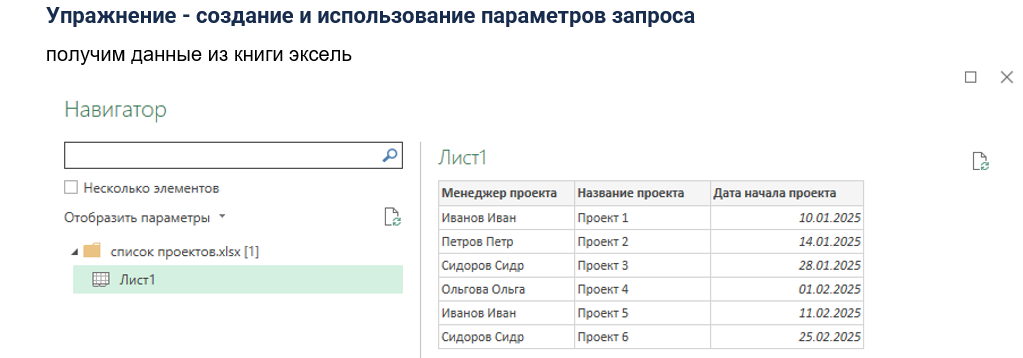 Упражнение - создание и использование параметров запроса
получим данные из книги эксель
Навигатор
Несколько элементов
Отобразить параметры
список проектов.xlsx [1]
Лист1
Лист1
Менеджер проекта Название проекта Дата начала проекта
Иванов Иван Проект 1 10.01.2025
Петров Петр Проект 2 14.01.2025
Сидоров Сидр Проект 3 28.01.2025
Ольгова Ольга Проект 4 01.02.2025
Иванов Иван Проект 5 11.02.2025
Сидоров Сидр Проект 6 25.02.2025